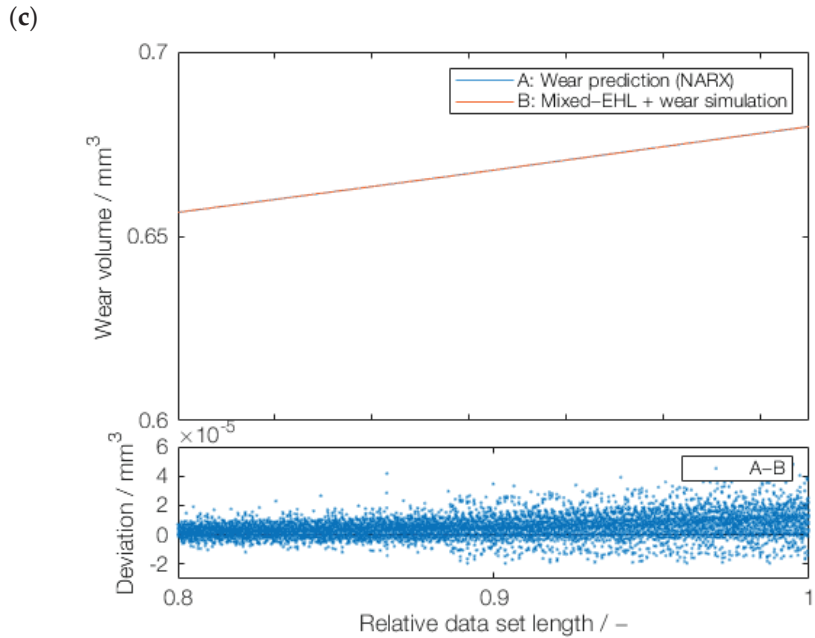 (c)
0.7
A: Wear prediction (NARX)
B: Mixed-EHL + wear simulation
Wear volume / mm³
0.65
0.6
×10⁻⁵
6
A-B
4
2
0
-2
Deviation / mm³
0.8
0.9
1
Relative data set length / −